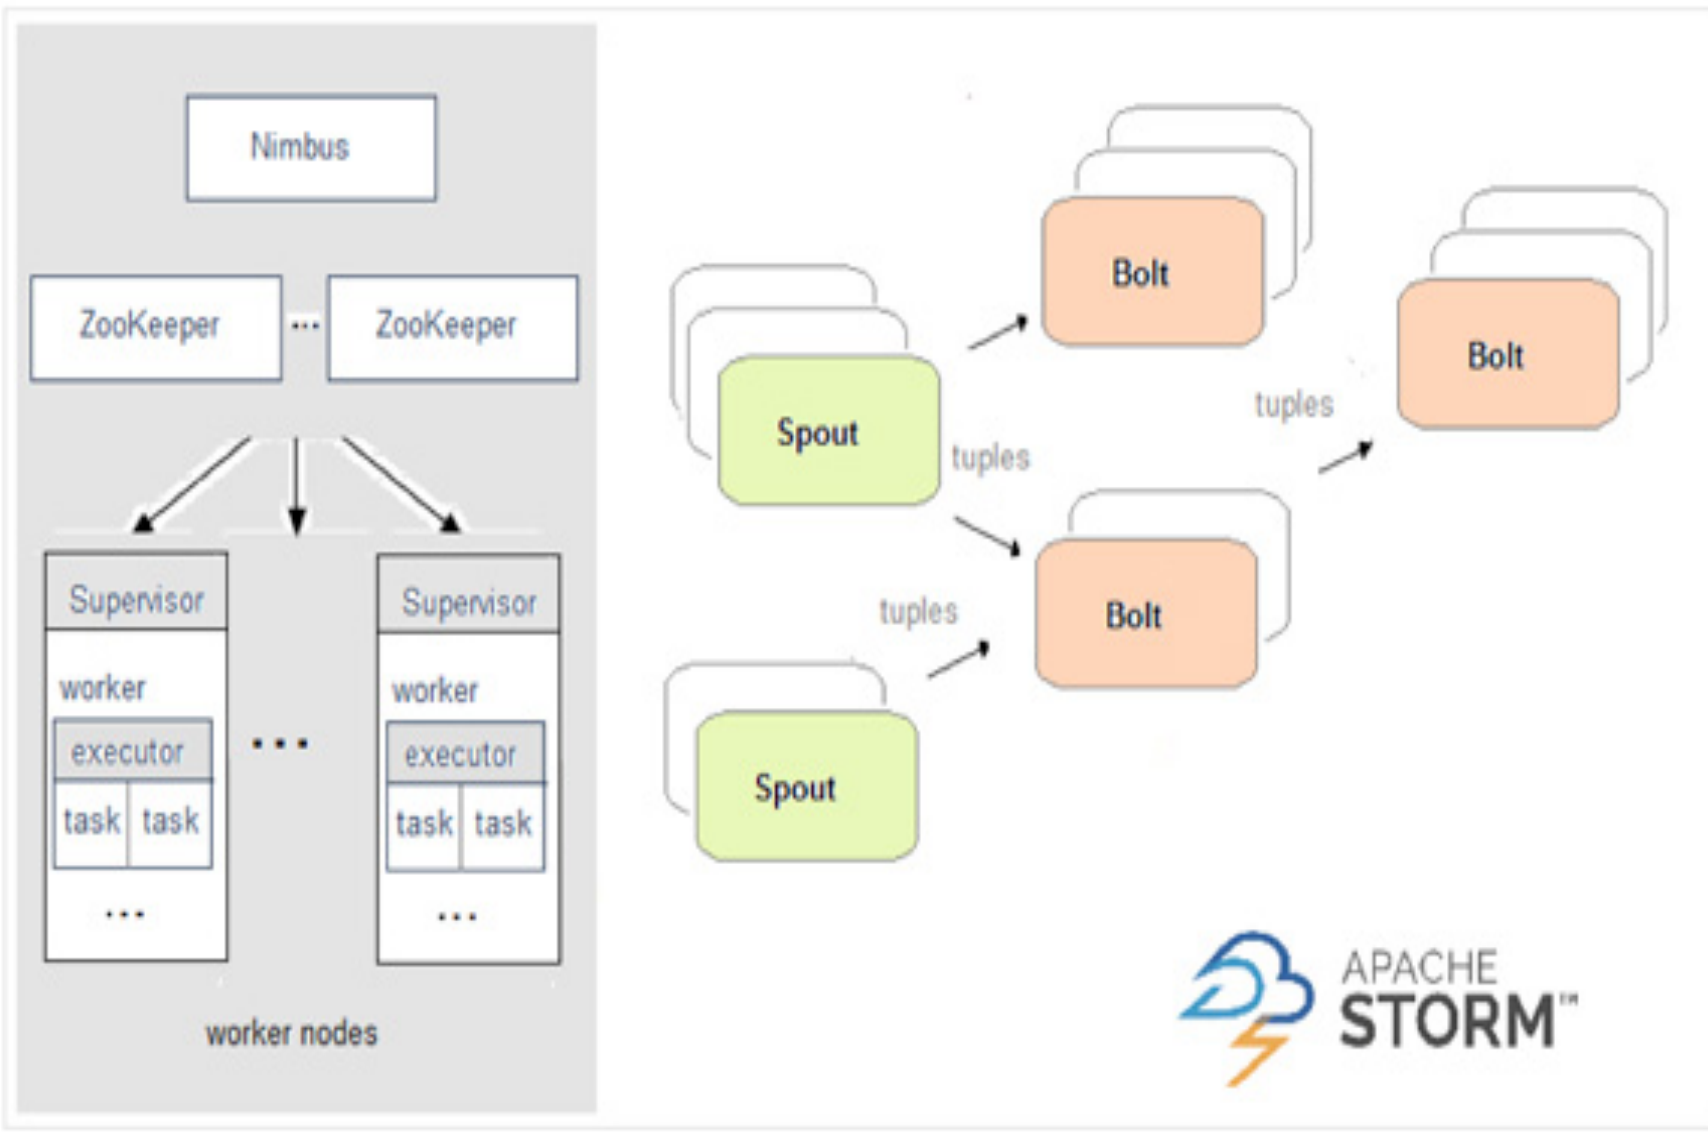 Nimbus
ZooKeeper ... ZooKeeper
Supervisor
worker
executor
task task
...
...
Supervisor
worker
executor
task task
...
worker nodes
Spout
tuples
Bolt
Spout
tuples
Bolt
tuples
Bolt
APACHE
STORM™